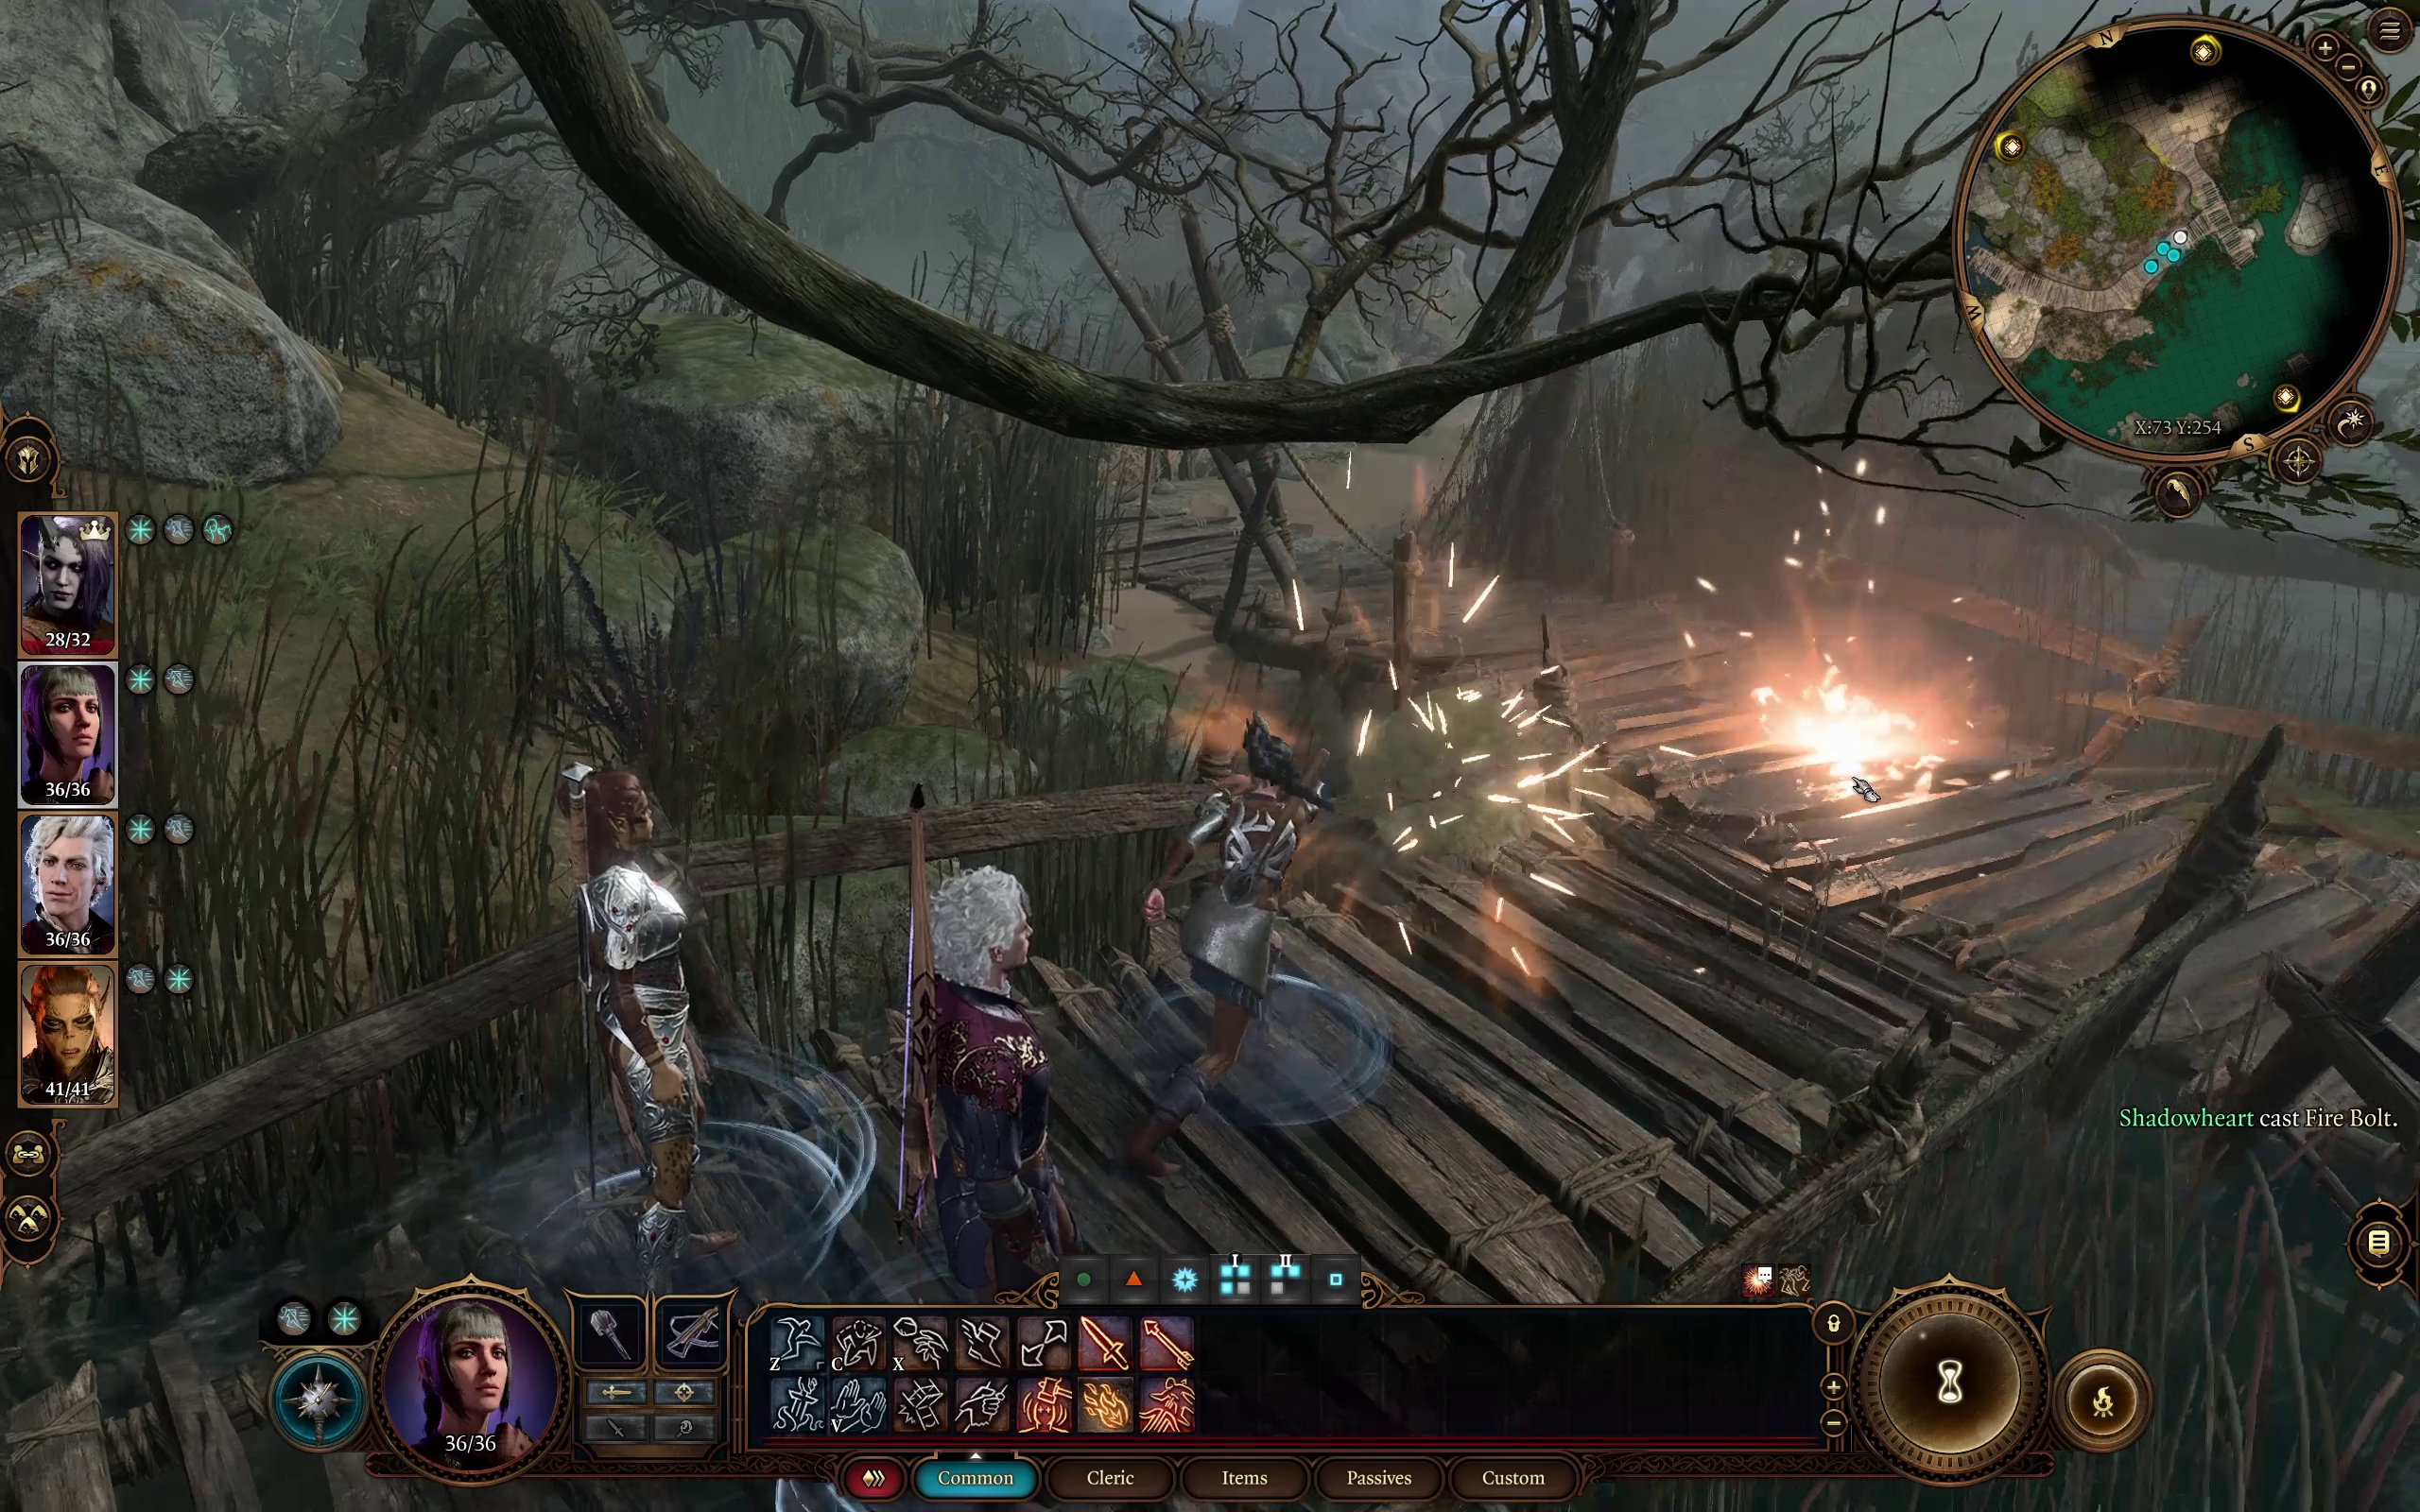 N
E
W
X:73 Y:254
S
28/32
36/36
36/36
41/41
Shadowheart cast Fire Bolt.
I II
Z C X
V
36/36
Common Cleric Items Passives Custom